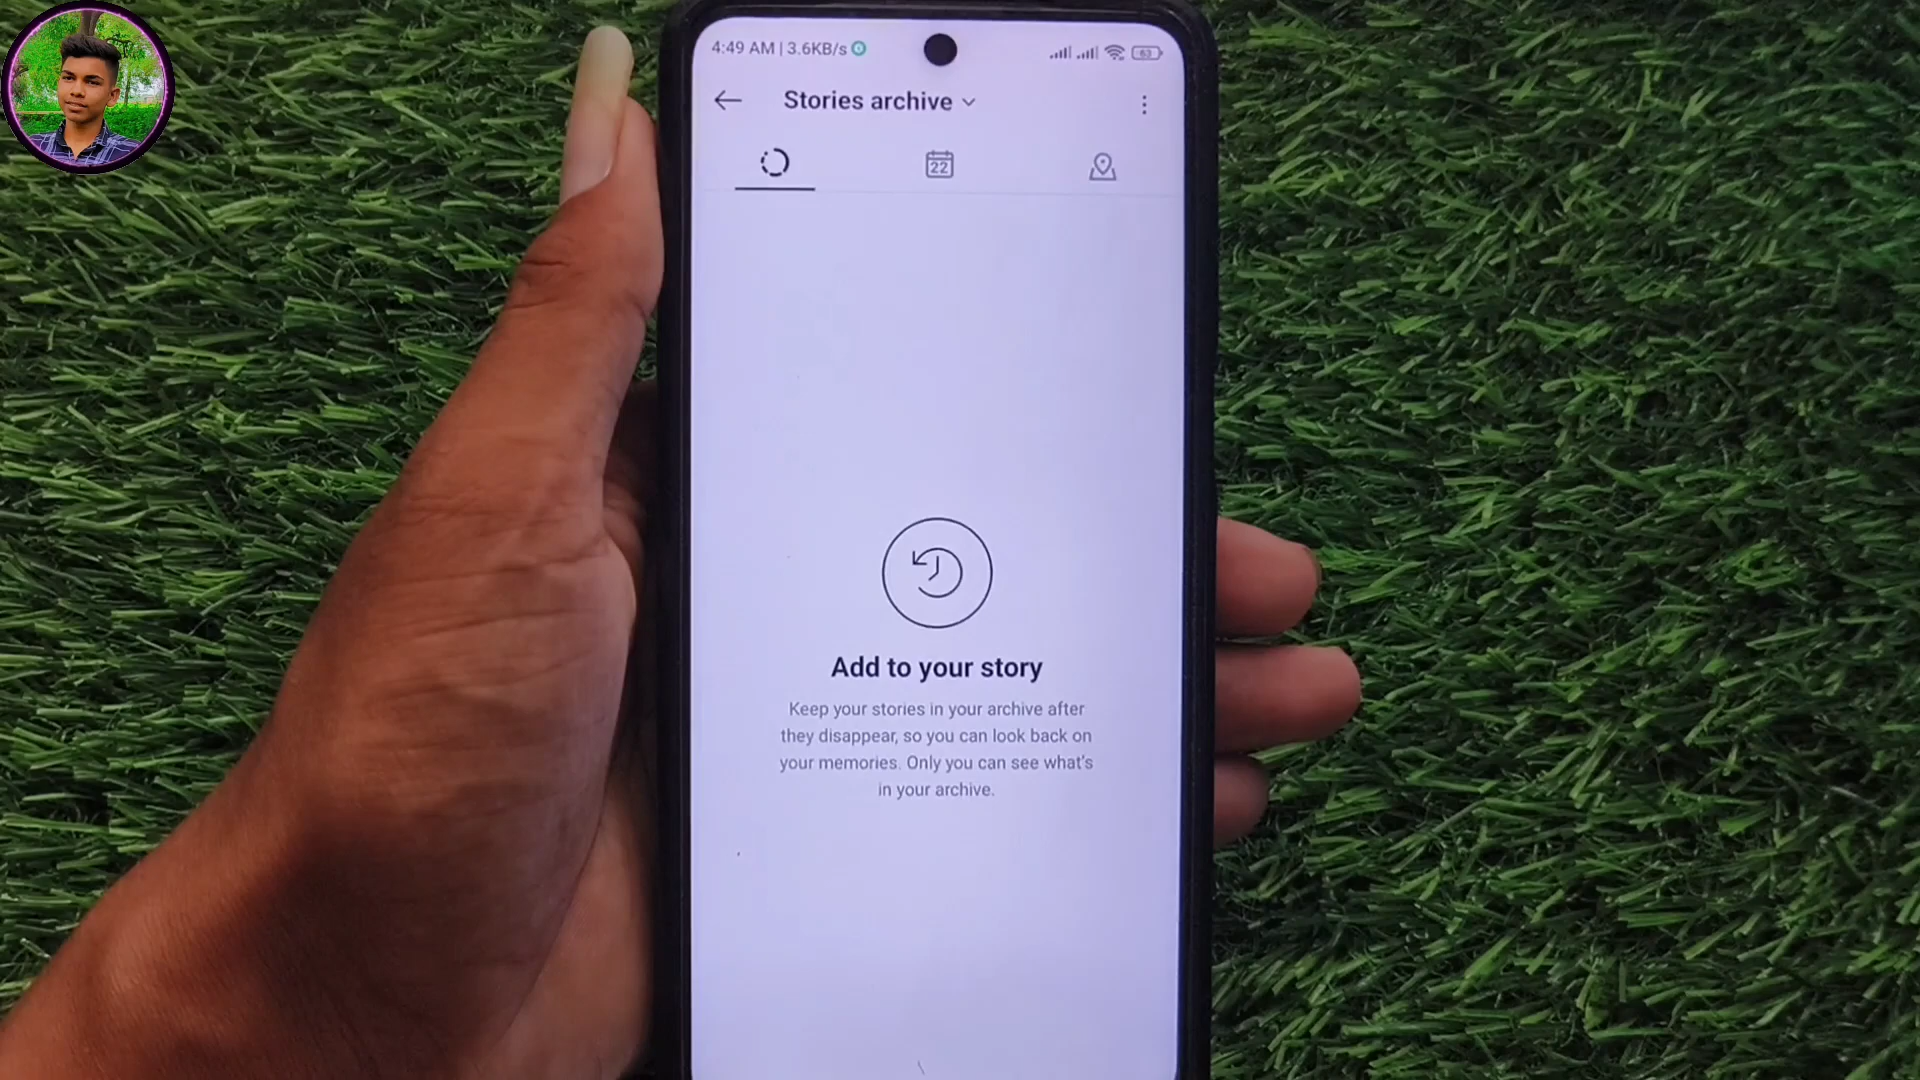 4:49 AM | 3.6KB/s
63
Stories archive
22
Add to your story
Keep your stories in your archive after
they disappear, so you can look back on
your memories. Only you can see what's
in your archive.